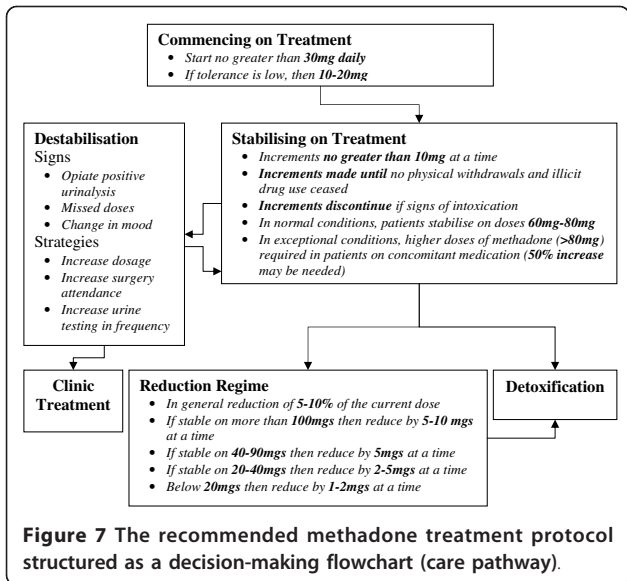 Commencing on Treatment
• Start no greater than 30mg daily
• If tolerance is low, then 10-20mg
Destabilisation
Signs
• Opiate positive
urinalysis
• Missed doses
• Change in mood
Strategies
• Increase dosage
• Increase surgery
attendance
• Increase urine
testing in frequency
Stabilising on Treatment
• Increments no greater than 10mg at a time
• Increments made until no physical withdrawals and illicit
drug use ceased
• Increments discontinue if signs of intoxication
• In normal conditions, patients stabilise on doses 60mg-80mg
• In exceptional conditions, higher doses of methadone (>80mg)
required in patients on concomitant medication (50% increase
may be needed)
Clinic
Treatment
Reduction Regime
• In general reduction of 5-10% of the current dose
• If stable on more than 100mgs then reduce by 5-10 mgs
at a time
• If stable on 40-90mgs then reduce by 5mgs at a time
• If stable on 20-40mgs then reduce by 2-5mgs at a time
• Below 20mgs then reduce by 1-2mgs at a time
Detoxification
Figure 7 The recommended methadone treatment protocol
structured as a decision-making flowchart (care pathway).